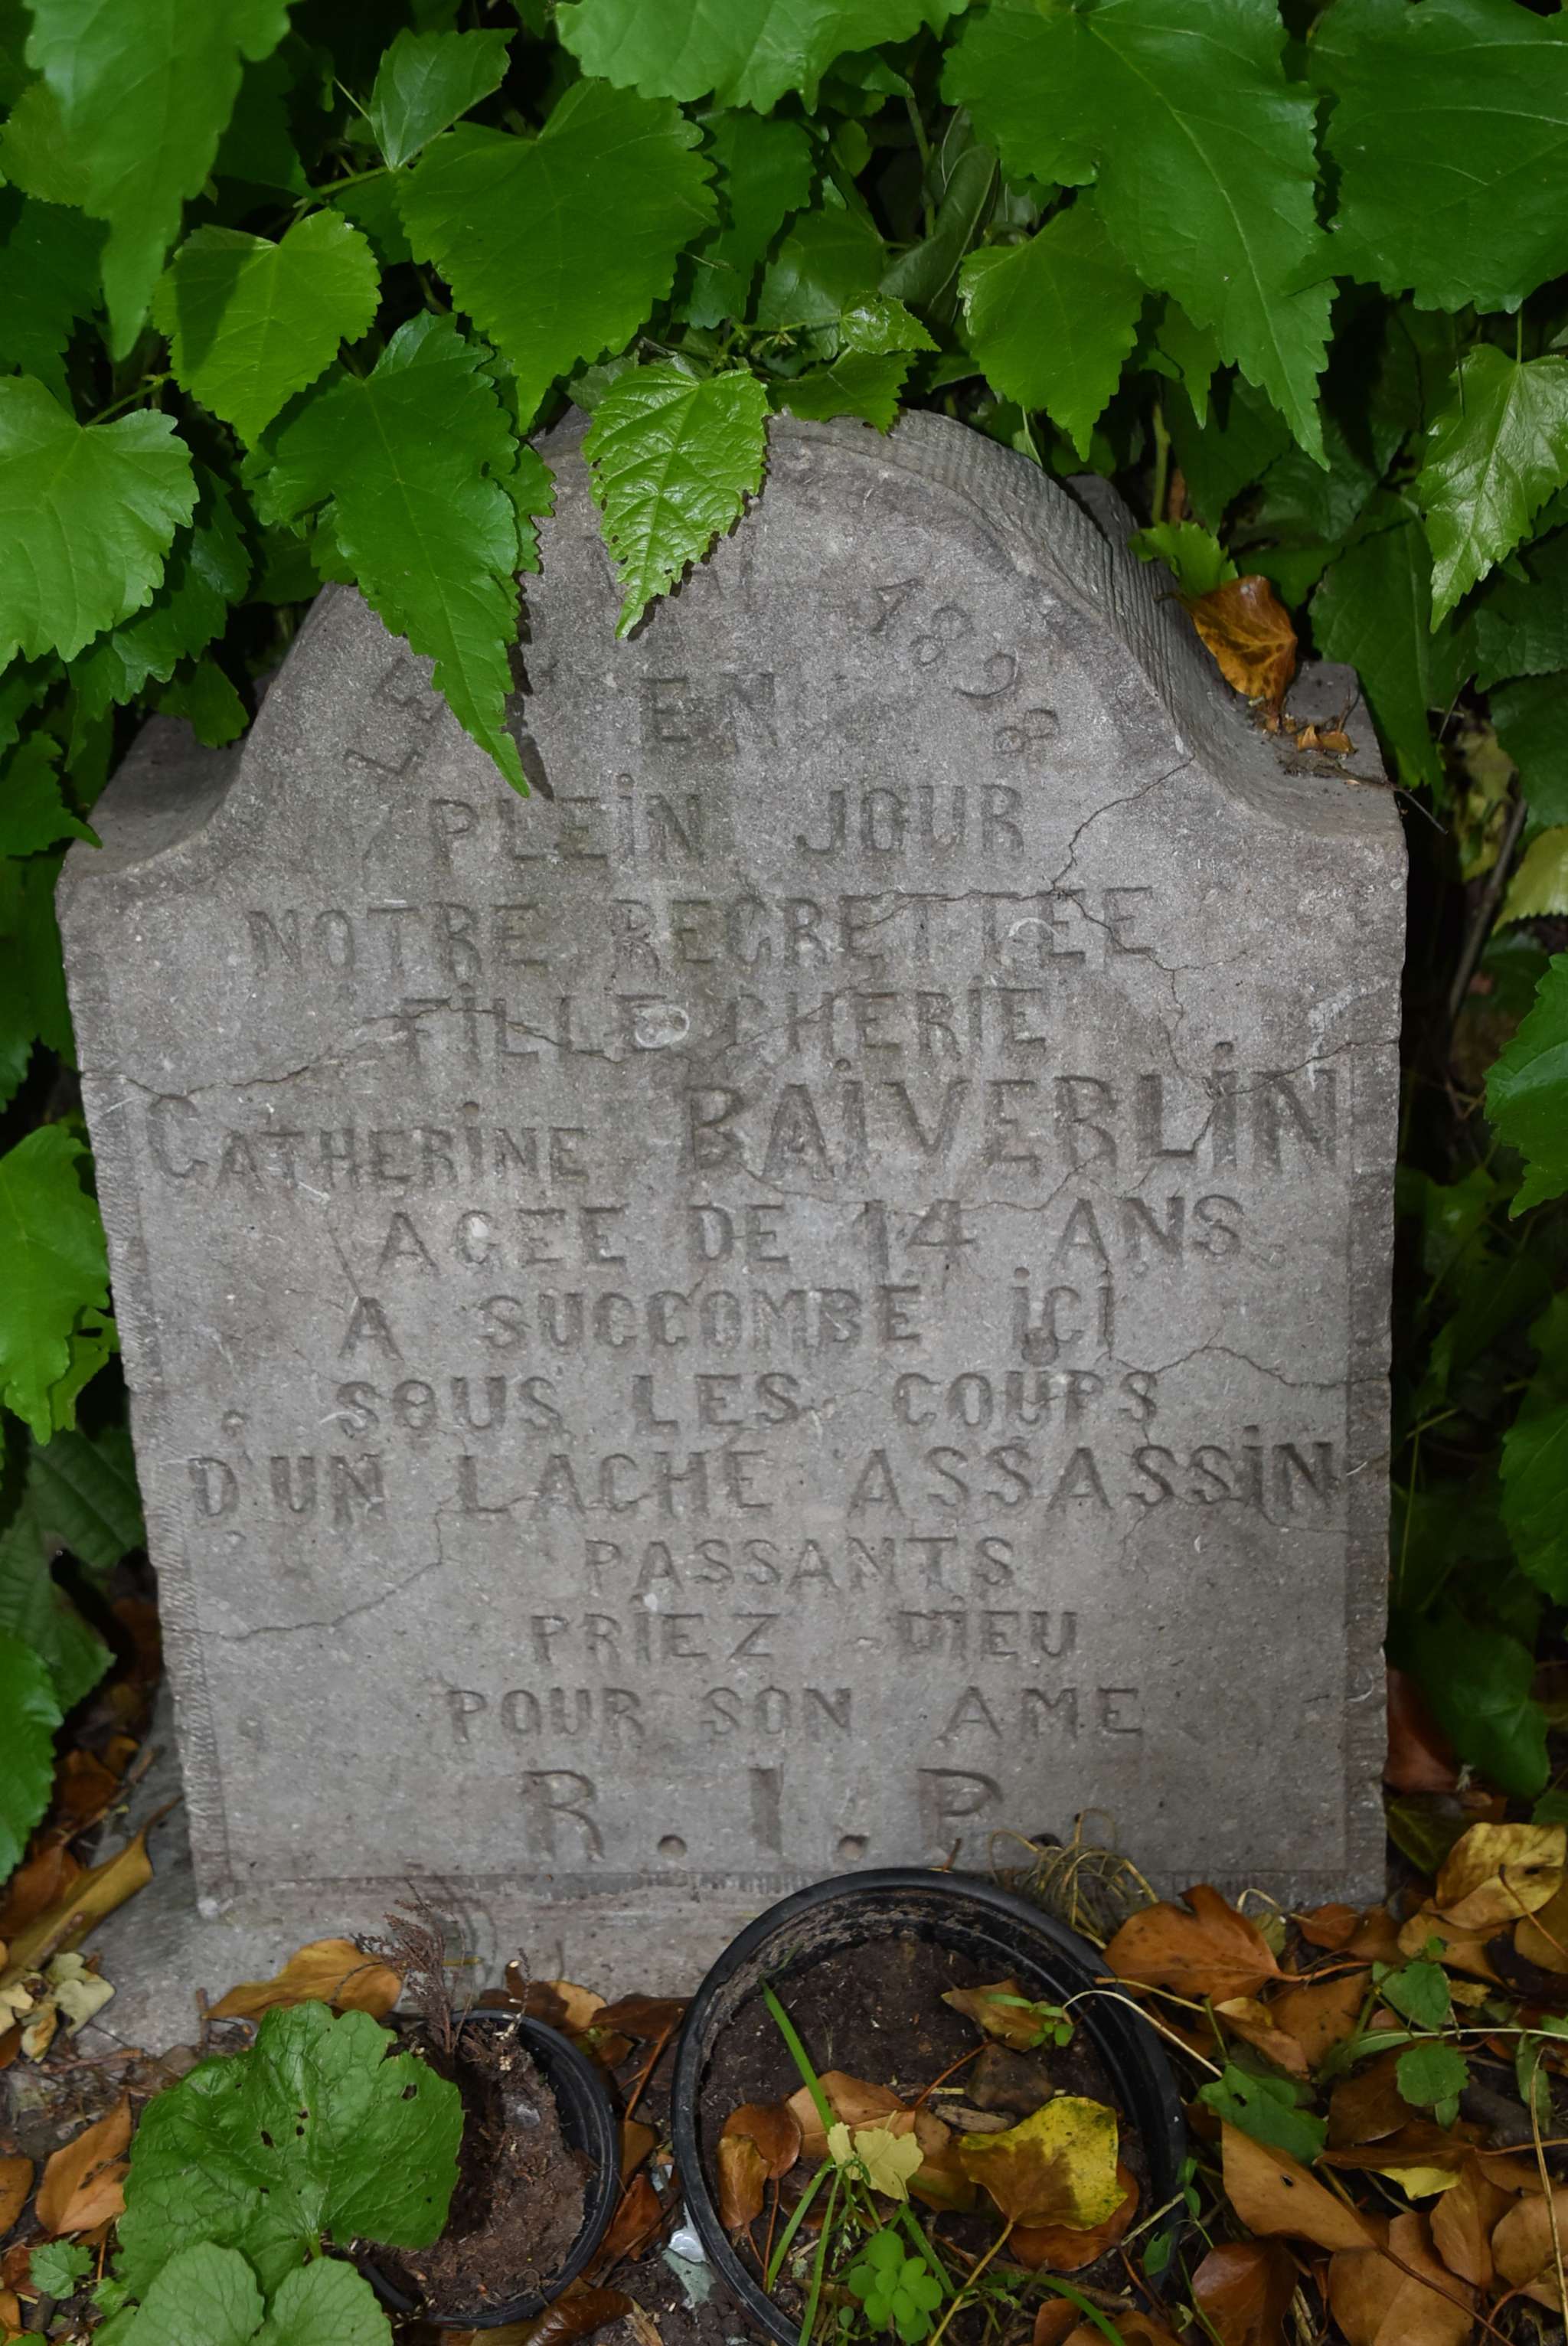 LE 1898
EN
PLEiN JOUR
NOTRE REGRETTEE
FiLLE CHERIE
CATHERiNE BAiVERLiN
AGEE DE 14 ANS
A SUCCOMBE iCi
SOUS LES COUPS
D'UN LACHE ASSASSiN
PASSANTS
PRIEZ DiEU
POUR SON AME
R.I.P.